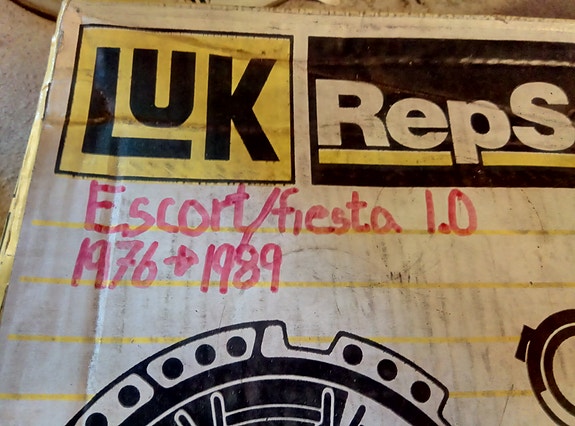 LUK RepS
Escort/fiesta 1.0
1976 → 1989